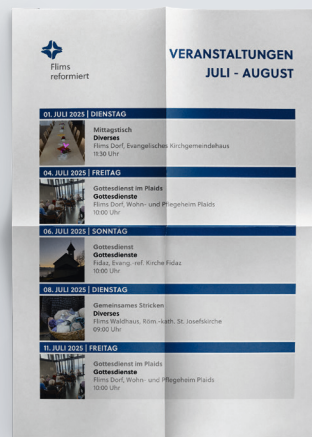 Flims
reformiert
VERANSTALTUNGEN
JULI - AUGUST
01. JULI 2025 | DIENSTAG
Mittagstisch
Diverses
Flims Dorf, Evangelisches Kirchgemeindehaus
11:30 Uhr
04. JULI 2025 | FREITAG
Gottesdienst im Plaids
Gottesdienste
Flims Dorf, Wohn- und Pflegeheim Plaids
10:00 Uhr
06. JULI 2025 | SONNTAG
Gottesdienst
Gottesdienste
Fidaz, Evang.-ref. Kirche Fidaz
10:00 Uhr
08. JULI 2025 | DIENSTAG
Gemeinsames Stricken
Diverses
Flims Waldhaus, Röm.-kath. St. Josefskirche
09:00 Uhr
11. JULI 2025 | FREITAG
Gottesdienst im Plaids
Gottesdienste
Flims Dorf, Wohn- und Pflegeheim Plaids
10:00 Uhr